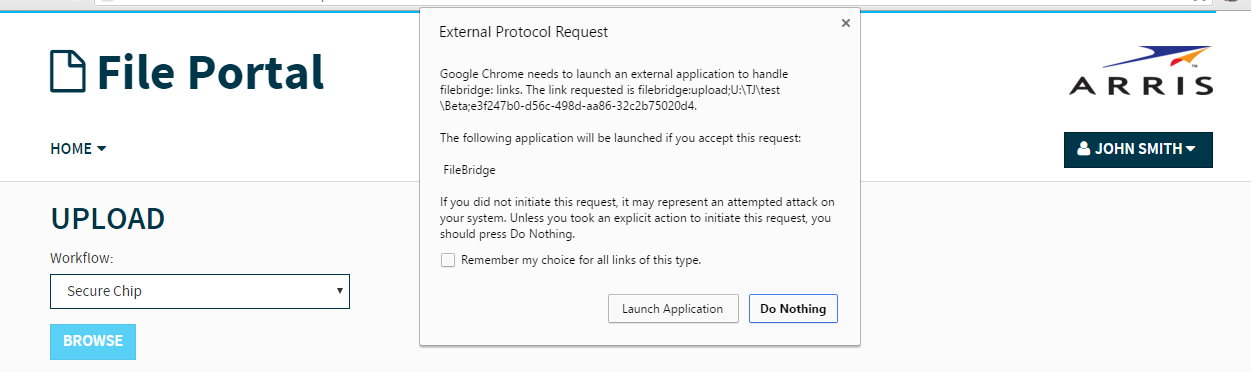 File Portal
ARRIS
HOME
JOHN SMITH
UPLOAD
Workflow:
Secure Chip
BROWSE
External Protocol Request
Google Chrome needs to launch an external application to handle
filebridge: links. The link requested is filebridge:upload;U:\TJ\test
\Beta;e3f247b0-d56c-498d-aa86-32c2b75020d4.
The following application will be launched if you accept this request:
FileBridge
If you did not initiate this request, it may represent an attempted attack on
your system. Unless you took an explicit action to initiate this request, you
should press Do Nothing.
Remember my choice for all links of this type.
Launch Application
Do Nothing